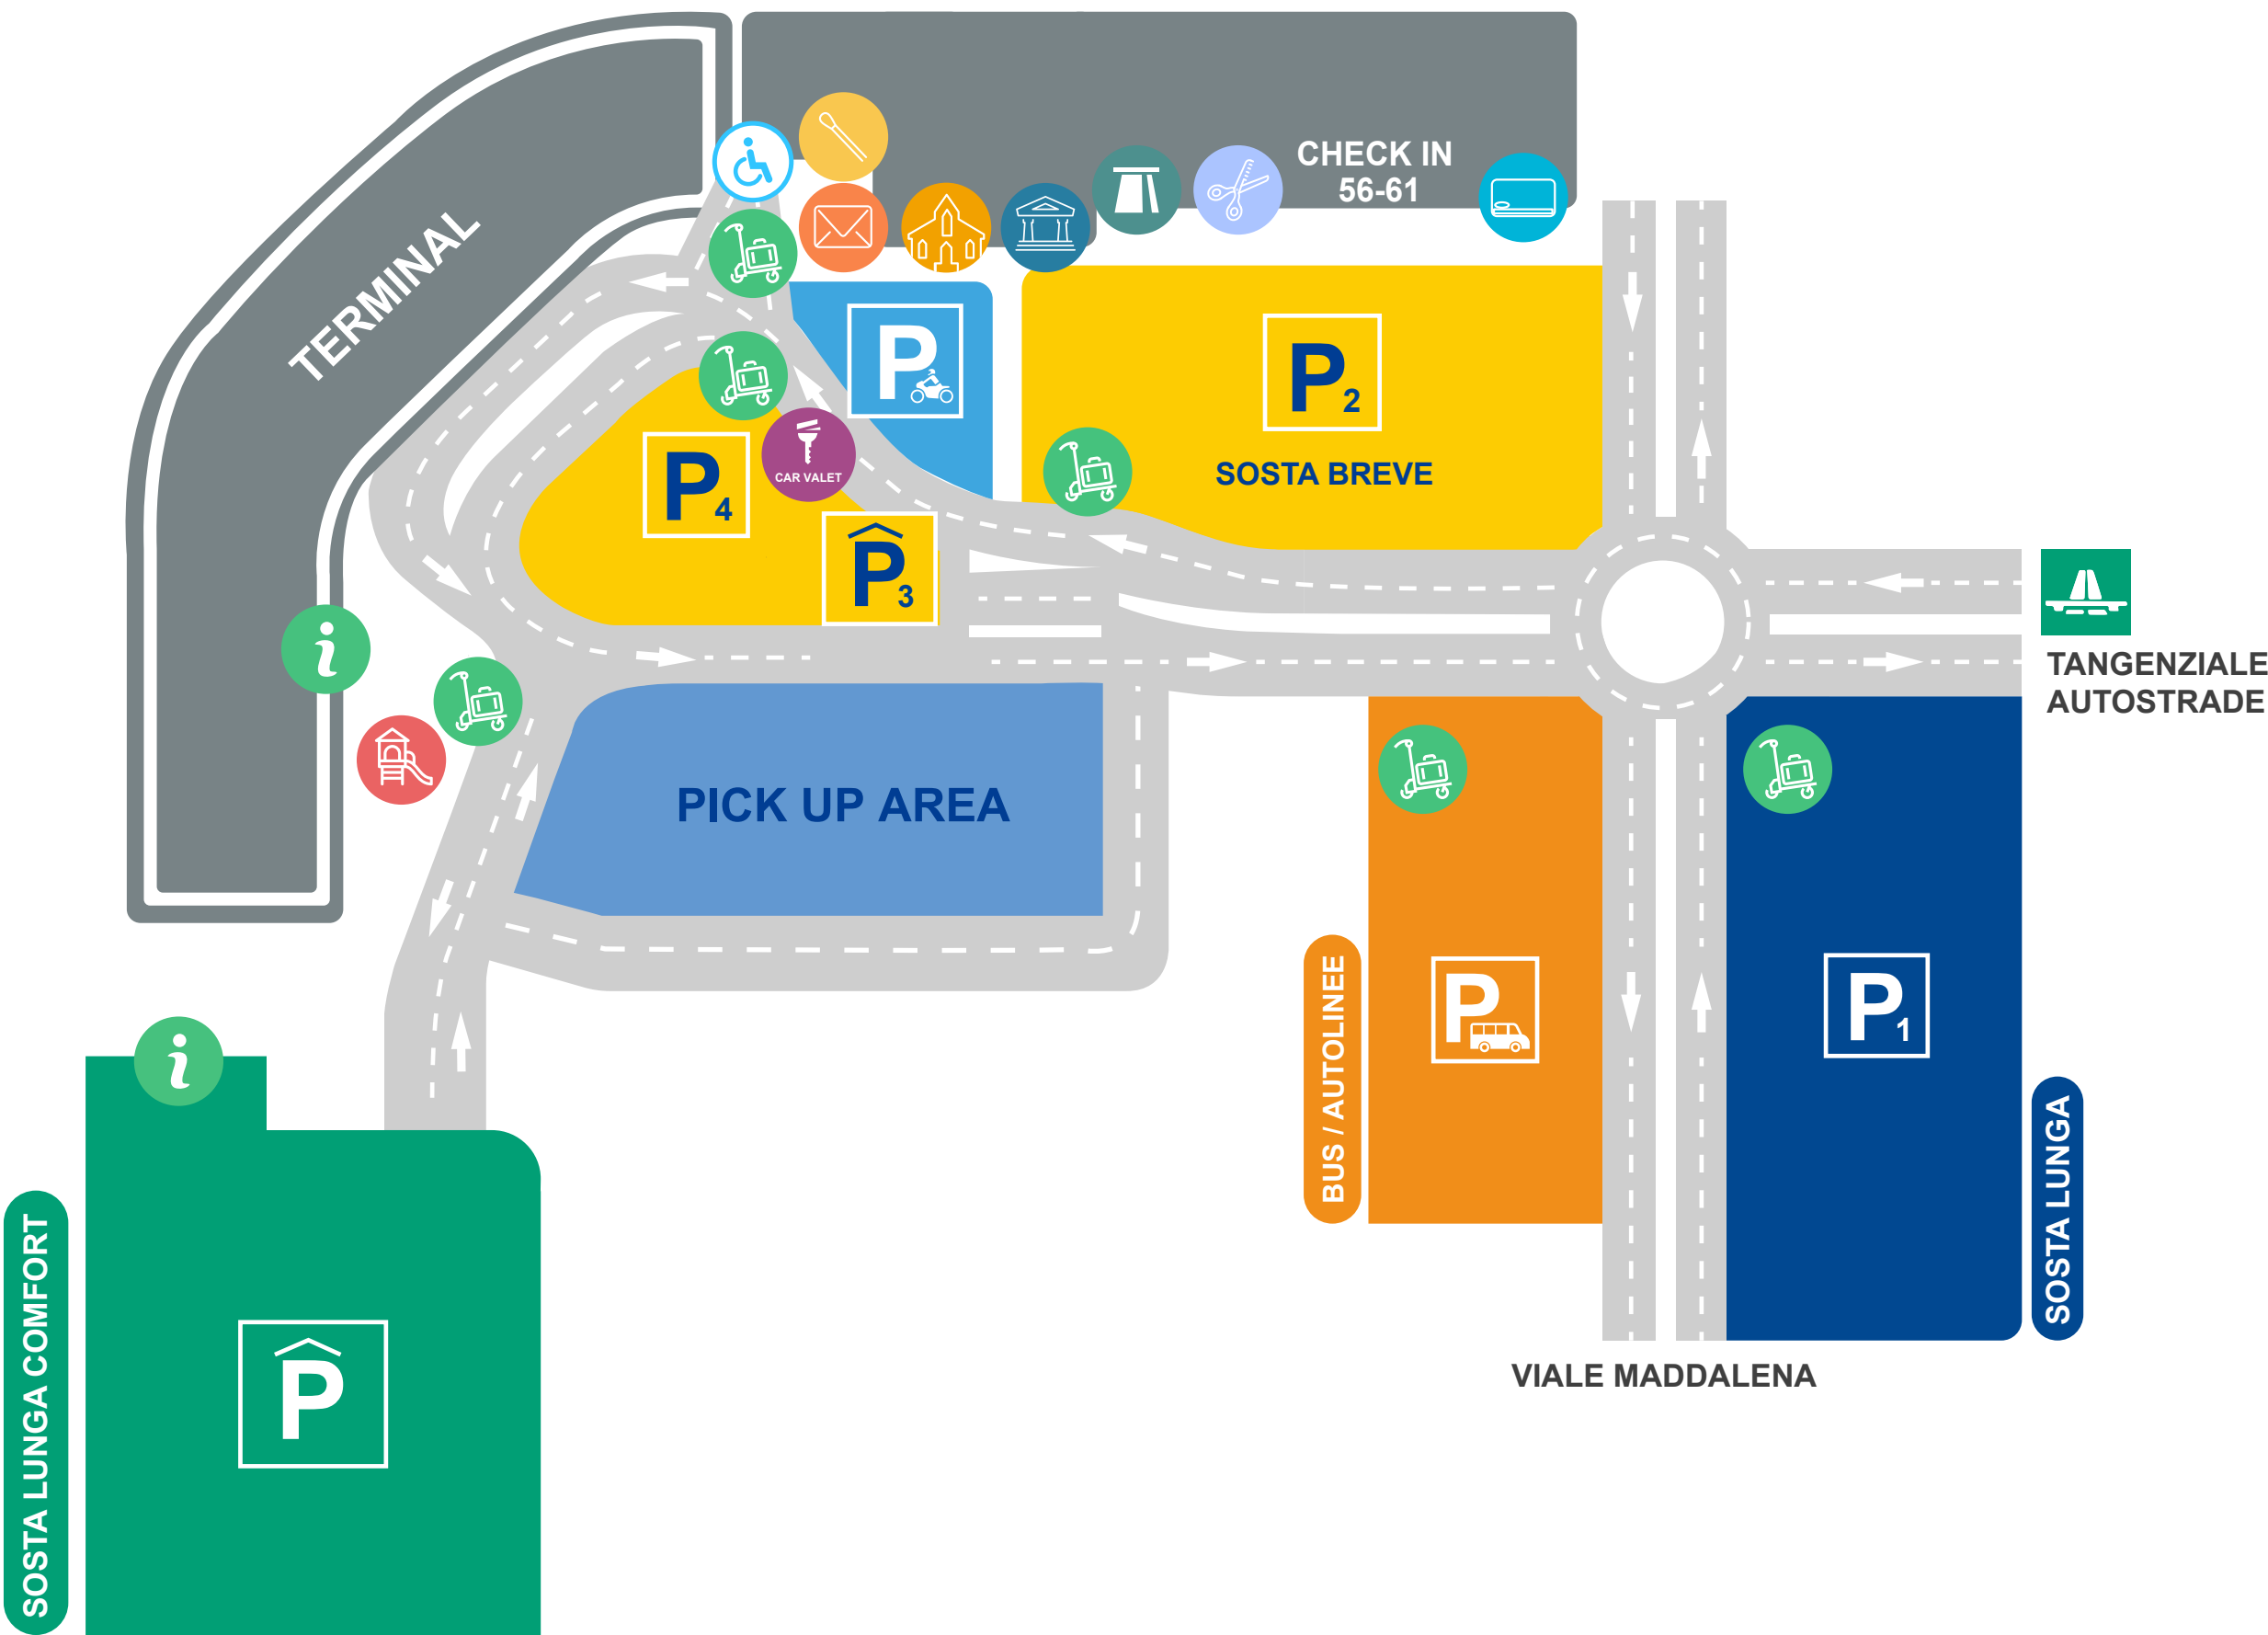 CHECK IN
56-61
TERMINAL
P
P2
SOSTA BREVE
P4
CAR VALET
P3
i
TANGENZIALE
AUTOSTRADE
PICK UP AREA
BUS / AUTOLINEE
P
P1
SOSTA LUNGA
i
SOSTA LUNGA COMFORT
P
VIALE MADDALENA